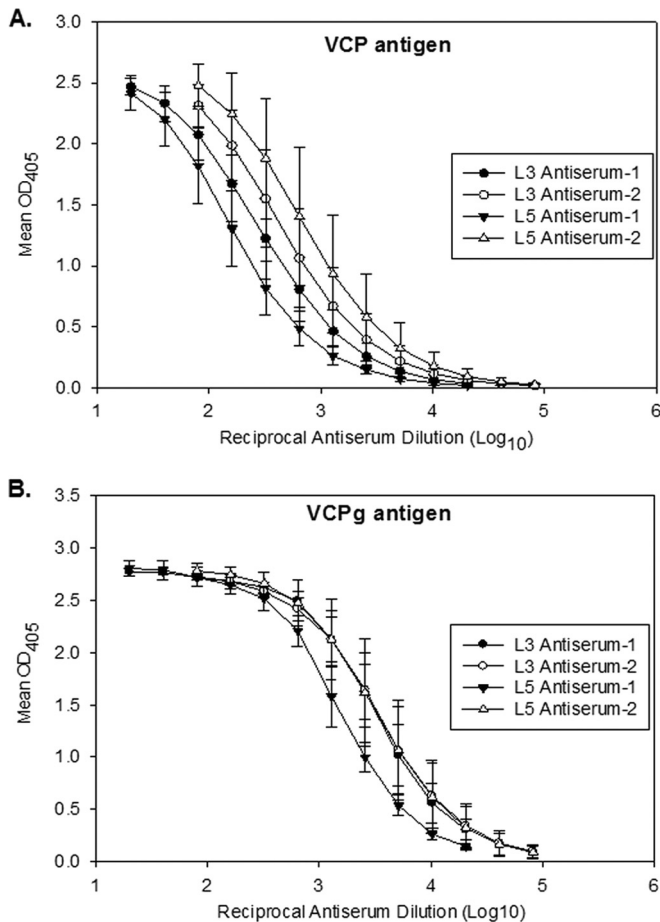 A.
VCP antigen
3.0
2.5
2.0
1.5
1.0
0.5
0.0
Mean OD405
L3 Antiserum-1
L3 Antiserum-2
L5 Antiserum-1
L5 Antiserum-2
1 2 3 4 5 6
Reciprocal Antiserum Dilution (Log10)
B.
VCPg antigen
3.5
3.0
2.5
2.0
1.5
1.0
0.5
0.0
Mean OD405
L3 Antiserum-1
L3 Antiserum-2
L5 Antiserum-1
L5 Antiserum-2
1 2 3 4 5 6
Reciprocal Antiserum Dilution (Log10)